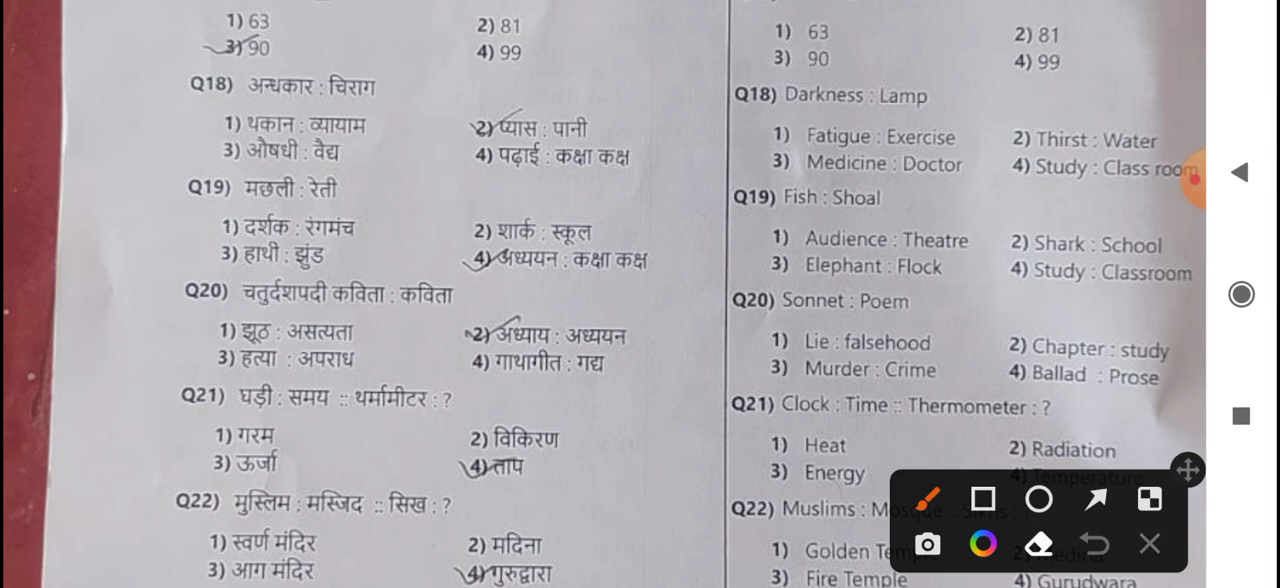 1) 63
2) 81
3) 90
4) 99
Q18) अन्धकार : चिराग
1) थकान : व्यायाम
2) प्यास : पानी
3) औषधी : वैद्य
4) पढ़ाई : कक्षा कक्ष
Q19) मछली : रेती
1) दर्शक : रंगमंच
2) शार्क : स्कूल
3) हाथी : झुंड
4) अध्ययन : कक्षा कक्ष
Q20) चतुर्दशपदी कविता : कविता
1) झूठ : असत्यता
2) अध्याय : अध्ययन
3) हत्या : अपराध
4) गाथागीत : गद्य
Q21) घड़ी : समय :: थर्मामीटर : ?
1) गरम
2) विकिरण
3) ऊर्जा
4) ताप
Q22) मुस्लिम : मस्जिद :: सिख : ?
1) स्वर्ण मंदिर
2) मदिना
3) आग मंदिर
4) गुरुद्वारा
1) 63
2) 81
3) 90
4) 99
Q18) Darkness : Lamp
1) Fatigue : Exercise
2) Thirst : Water
3) Medicine : Doctor
4) Study : Class room
Q19) Fish : Shoal
1) Audience : Theatre
2) Shark : School
3) Elephant : Flock
4) Study : Classroom
Q20) Sonnet : Poem
1) Lie : falsehood
2) Chapter : study
3) Murder : Crime
4) Ballad : Prose
Q21) Clock : Time :: Thermometer : ?
1) Heat
2) Radiation
3) Energy
4) Temperature
Q22) Muslims : Mosque ::
1) Golden
3) Fire Temple
4) Gurudwara